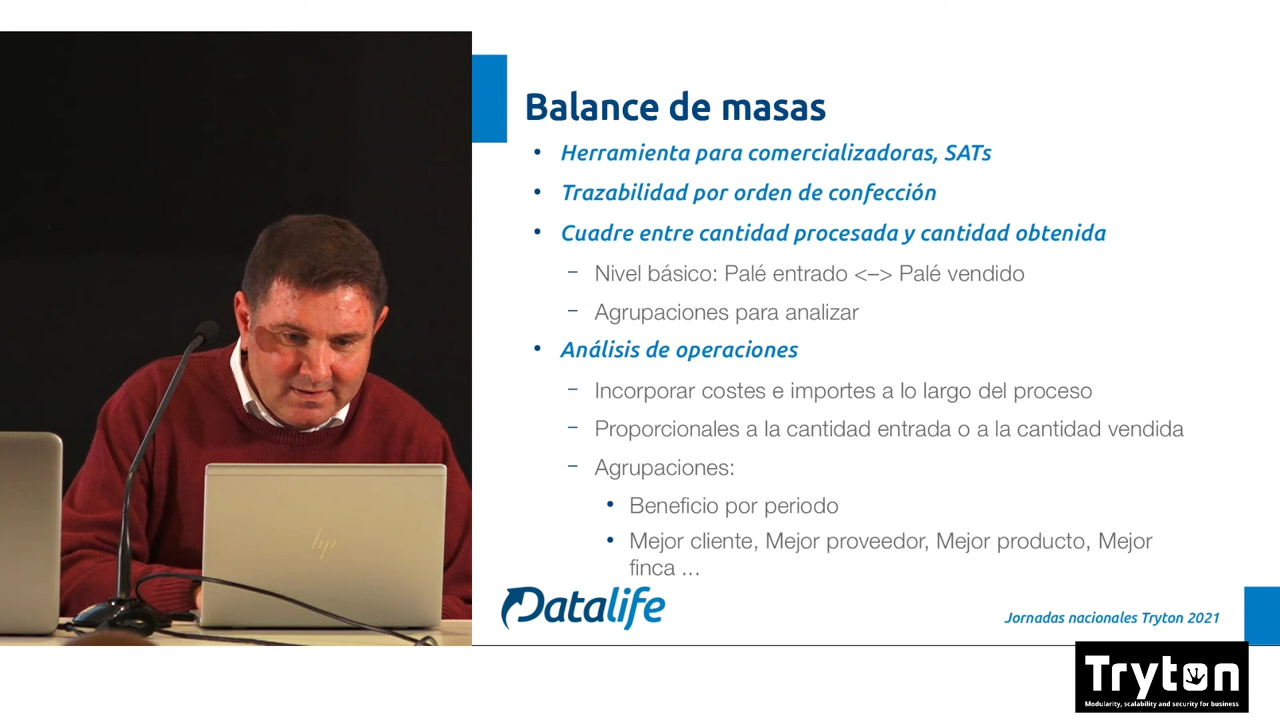 Balance de masas
• Herramienta para comercializadoras, SATs
• Trazabilidad por orden de confección
• Cuadre entre cantidad procesada y cantidad obtenida
– Nivel básico: Palé entrado <–> Palé vendido
– Agrupaciones para analizar
• Análisis de operaciones
– Incorporar costes e importes a lo largo del proceso
– Proporcionales a la cantidad entrada o a la cantidad vendida
– Agrupaciones:
• Beneficio por periodo
• Mejor cliente, Mejor proveedor, Mejor producto, Mejor
finca ...
hp
Datalife
Jornadas nacionales Tryton 2021
Tryton
Modularity, scalability and security for business